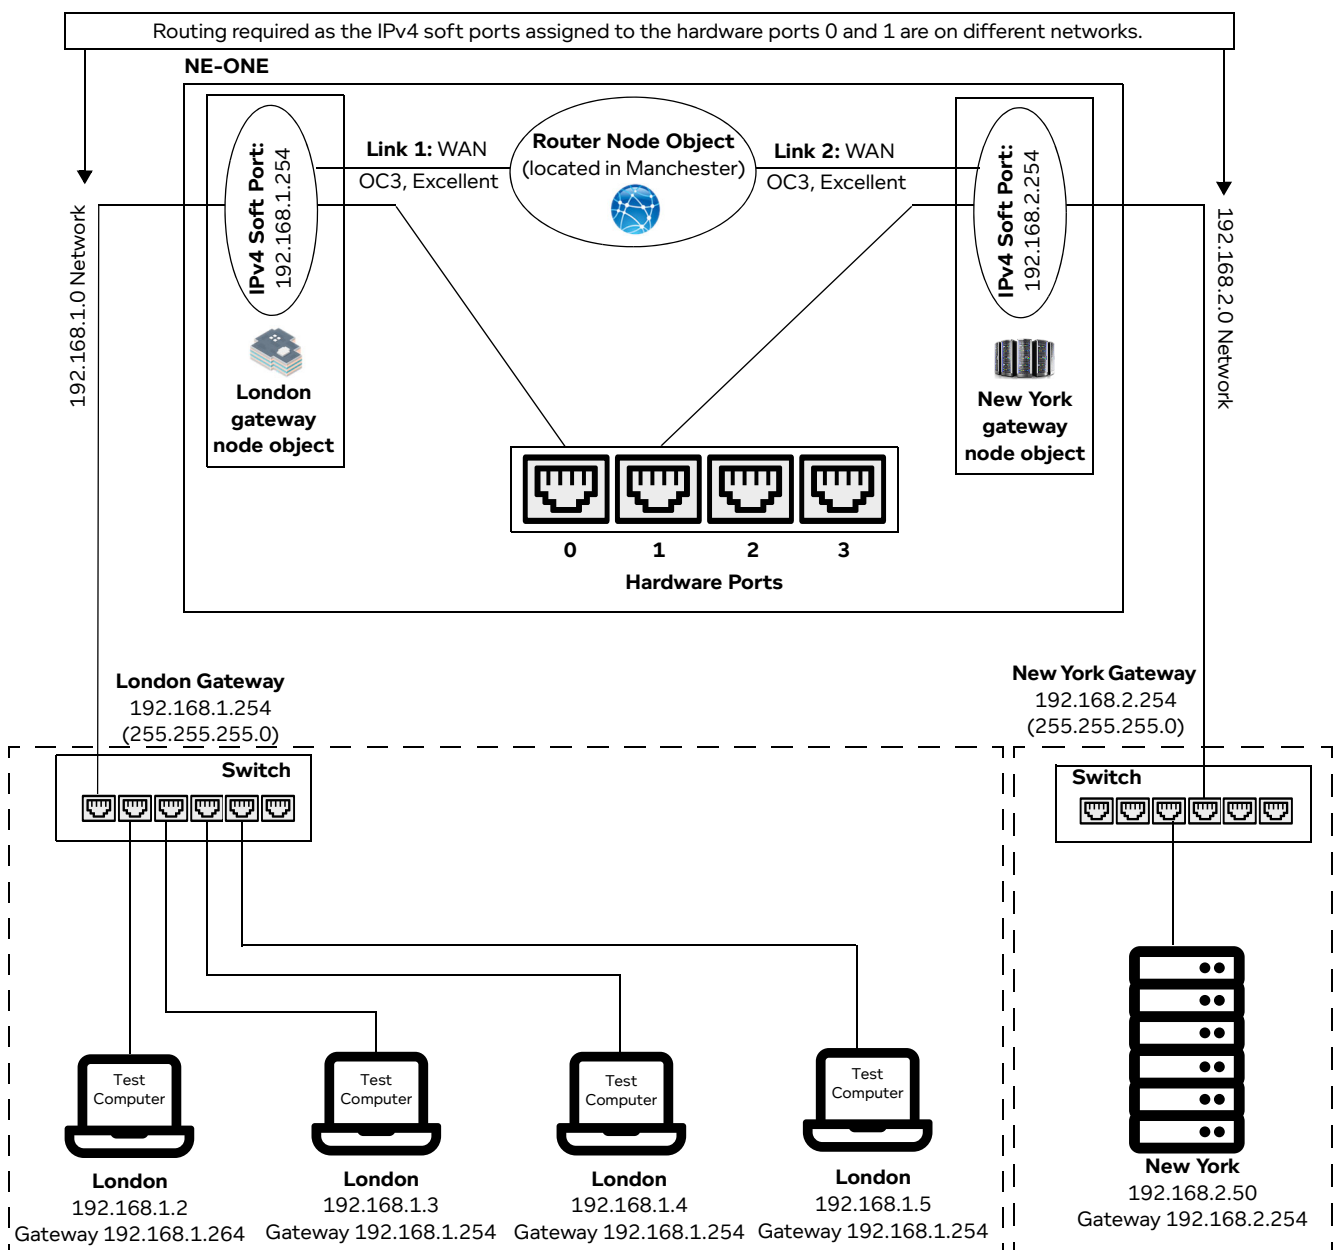 Routing required as the IPv4 soft ports assigned to the hardware ports 0 and 1 are on different networks.
NE-ONE
192.168.1.0 Network
IPv4 Soft Port:
192.168.1.254
London
gateway
node object
Link 1: WAN
OC3, Excellent
Router Node Object
(located in Manchester)
Link 2: WAN
OC3, Excellent
IPv4 Soft Port:
192.168.2.254
New York
gateway
node object
192.168.2.0 Network
0 1 2 3
Hardware Ports
London Gateway
192.168.1.254
(255.255.255.0)
Switch
New York Gateway
192.168.2.254
(255.255.255.0)
Switch
Test
Computer
London
192.168.1.2
Gateway 192.168.1.264
Test
Computer
London
192.168.1.3
Gateway 192.168.1.254
Test
Computer
London
192.168.1.4
Gateway 192.168.1.254
Test
Computer
London
192.168.1.5
Gateway 192.168.1.254
New York
192.168.2.50
Gateway 192.168.2.254